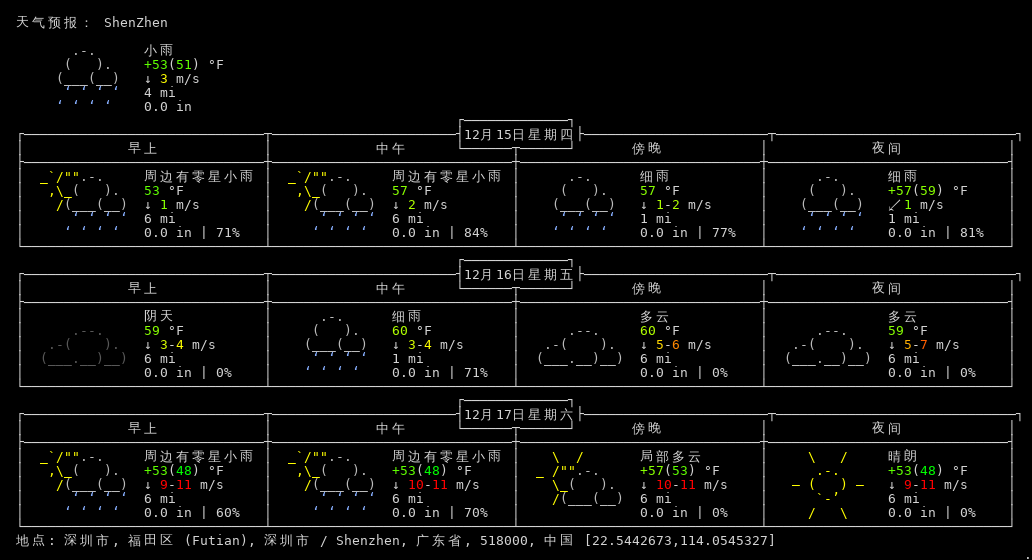 天气预报： ShenZhen
小雨
+53(51) °F
↓ 3 m/s
4 mi
0.0 in
12月15日星期四
早上 中午 傍晚 夜间
周边有零星小雨 周边有零星小雨 细雨 细雨
53 °F 57 °F 57 °F +57(59) °F
↓ 1 m/s ↓ 2 m/s ↓ 1-2 m/s ↙ 1 m/s
6 mi 6 mi 1 mi 1 mi
0.0 in | 71% 0.0 in | 84% 0.0 in | 77% 0.0 in | 81%
12月16日星期五
早上 中午 傍晚 夜间
阴天 细雨 多云 多云
59 °F 60 °F 60 °F 59 °F
↓ 3-4 m/s ↓ 3-4 m/s ↓ 5-6 m/s ↓ 5-7 m/s
6 mi 1 mi 6 mi 6 mi
0.0 in | 0% 0.0 in | 71% 0.0 in | 0% 0.0 in | 0%
12月17日星期六
早上 中午 傍晚 夜间
周边有零星小雨 周边有零星小雨 局部多云 晴朗
+53(48) °F +53(48) °F +57(53) °F +53(48) °F
↓ 9-11 m/s ↓ 10-11 m/s ↓ 10-11 m/s ↓ 9-11 m/s
6 mi 6 mi 6 mi 6 mi
0.0 in | 60% 0.0 in | 70% 0.0 in | 0% 0.0 in | 0%
地点: 深圳市, 福田区 (Futian), 深圳市 / Shenzhen, 广东省, 518000, 中国 [22.5442673,114.0545327]